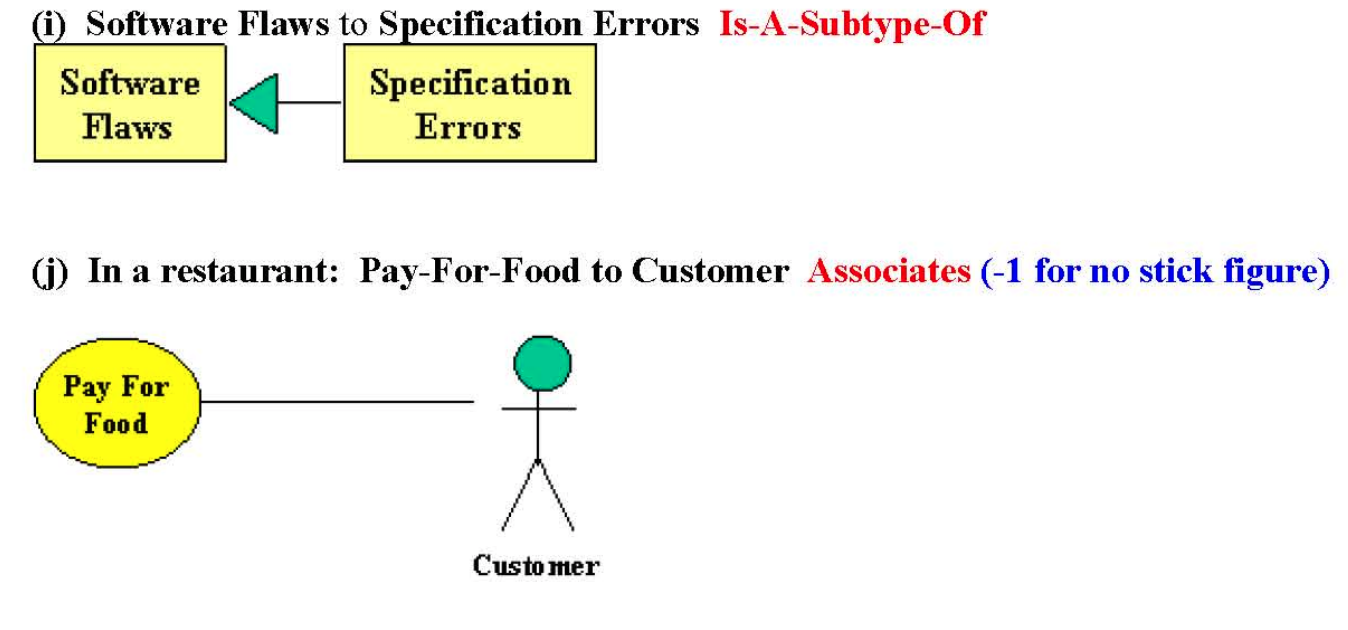 (i) Software Flaws to Specification Errors Is-A-Subtype-Of
Software Specification
Flaws Errors
(j) In a restaurant: Pay-For-Food to Customer Associates (-1 for no stick figure)
Pay For
Food
Customer